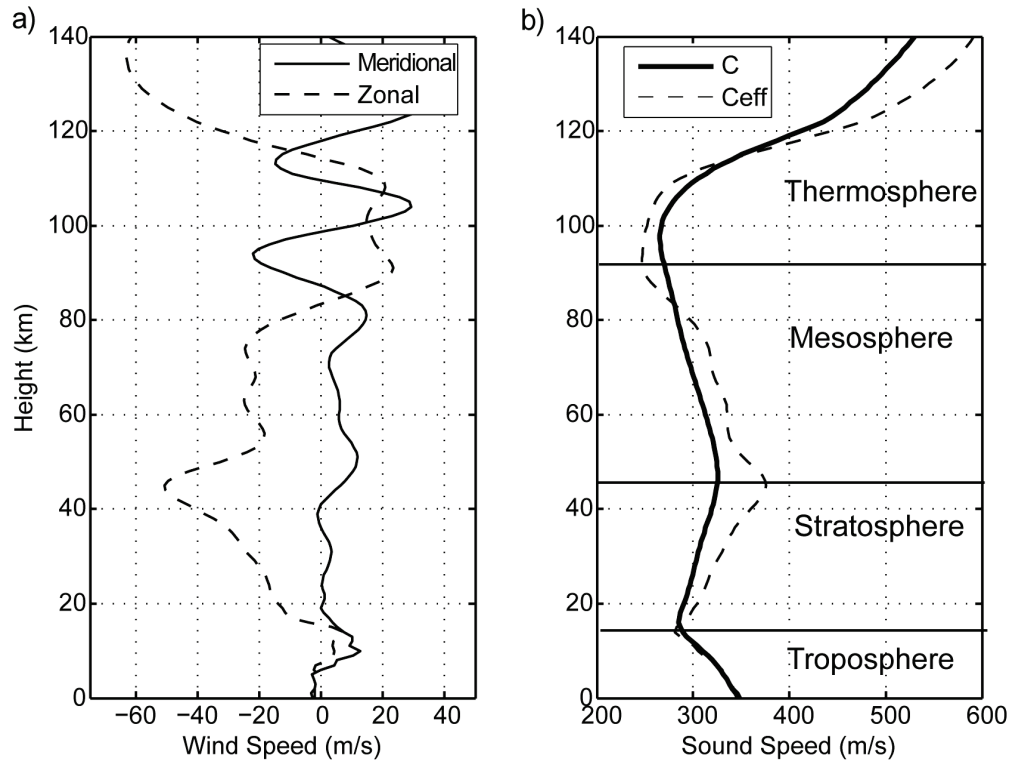 a)
Meridional
Zonal
140
120
100
80
60
40
20
0
Height (km)
−60 −40 −20 0 20 40
Wind Speed (m/s)
b)
C
Ceff
140
120
100
80
60
40
20
0
Thermosphere
Mesosphere
Stratosphere
Troposphere
200 300 400 500 600
Sound Speed (m/s)